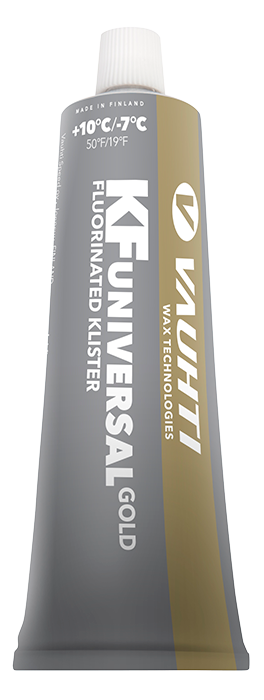 MADE IN FINLAND
+10°C/-7°C
50°F/19°F
KF UNIVERSAL GOLD
FLUORINATED KLISTER
VAUHTI
WAX TECHNOLOGIES